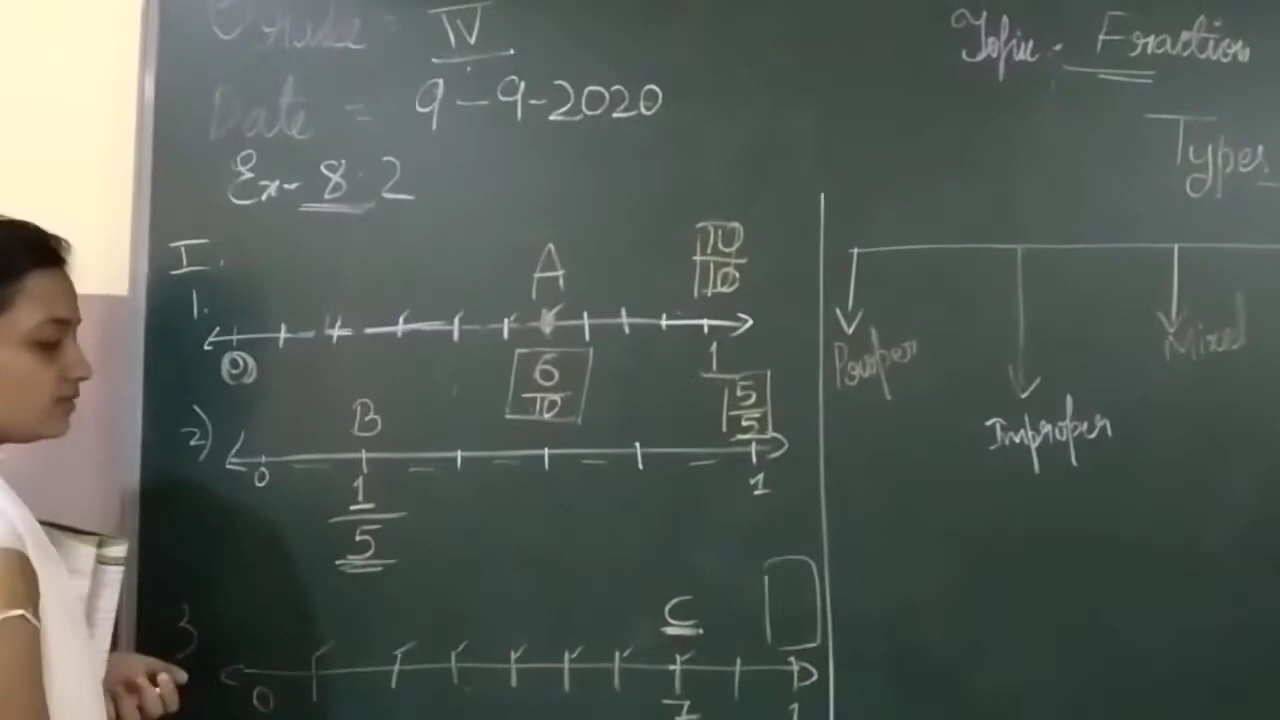 Grade = IV
Date = 9-9-2020
Ex- 8.2
I.
1.
A
10/10
0
6/10
1
2)
B
5/5
0
1/5
1
3
C
0
7
1
Topic - Fraction
Types
Proper
Improper
Mixed